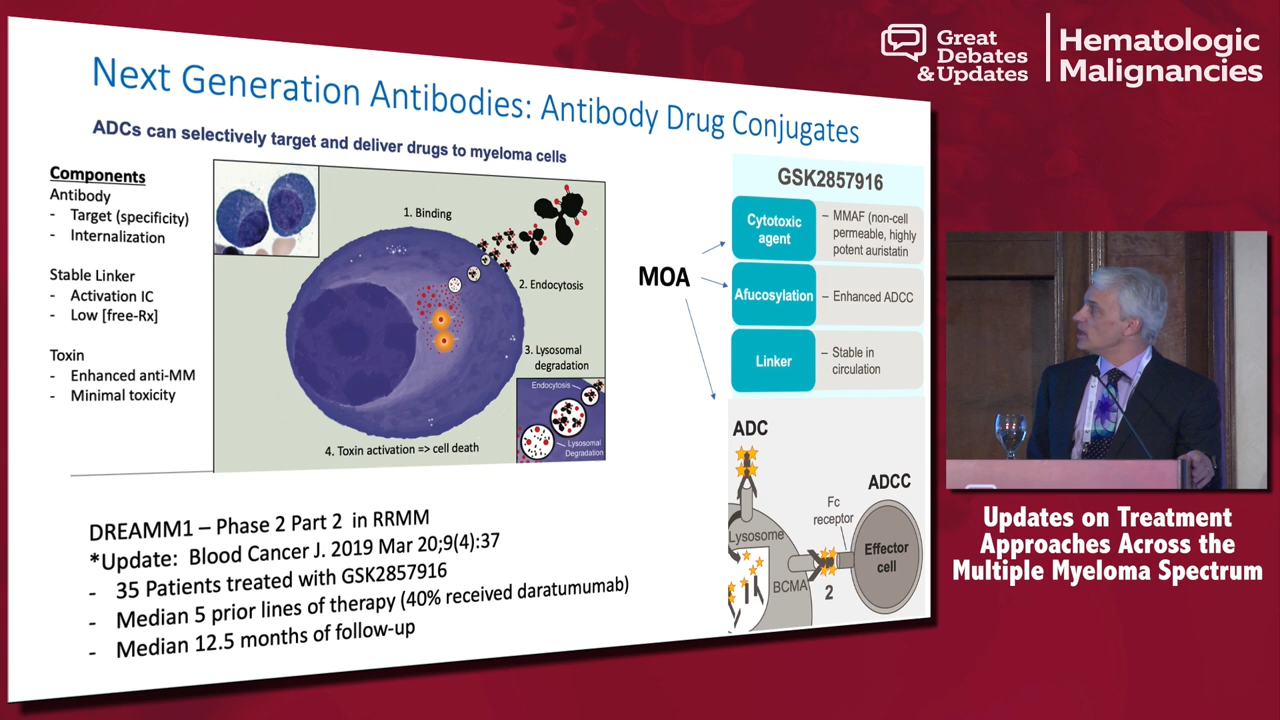 Great
Debates
& Updates
Hematologic
Malignancies
Next Generation Antibodies: Antibody Drug Conjugates
ADCs can selectively target and deliver drugs to myeloma cells
Components
Antibody
- Target (specificity)
- Internalization
Stable Linker
- Activation IC
- Low [free-Rx]
Toxin
- Enhanced anti-MM
- Minimal toxicity
1. Binding
2. Endocytosis
3. Lysosomal
degradation
4. Toxin activation => cell death
Endocytosis
Lysosomal
Degradation
MOA
GSK2857916
Cytotoxic
agent
– MMAF (non-cell
permeable, highly
potent auristatin
Afucosylation
– Enhanced ADCC
Linker
– Stable in
circulation
ADC
Lysosome
BCMA
Fc
receptor
2
ADCC
Effector
cell
DREAMM1 – Phase 2 Part 2 in RRMM
*Update: Blood Cancer J. 2019 Mar 20;9(4):37
- 35 Patients treated with GSK2857916
- Median 5 prior lines of therapy (40% received daratumumab)
- Median 12.5 months of follow-up
Updates on Treatment
Approaches Across the
Multiple Myeloma Spectrum